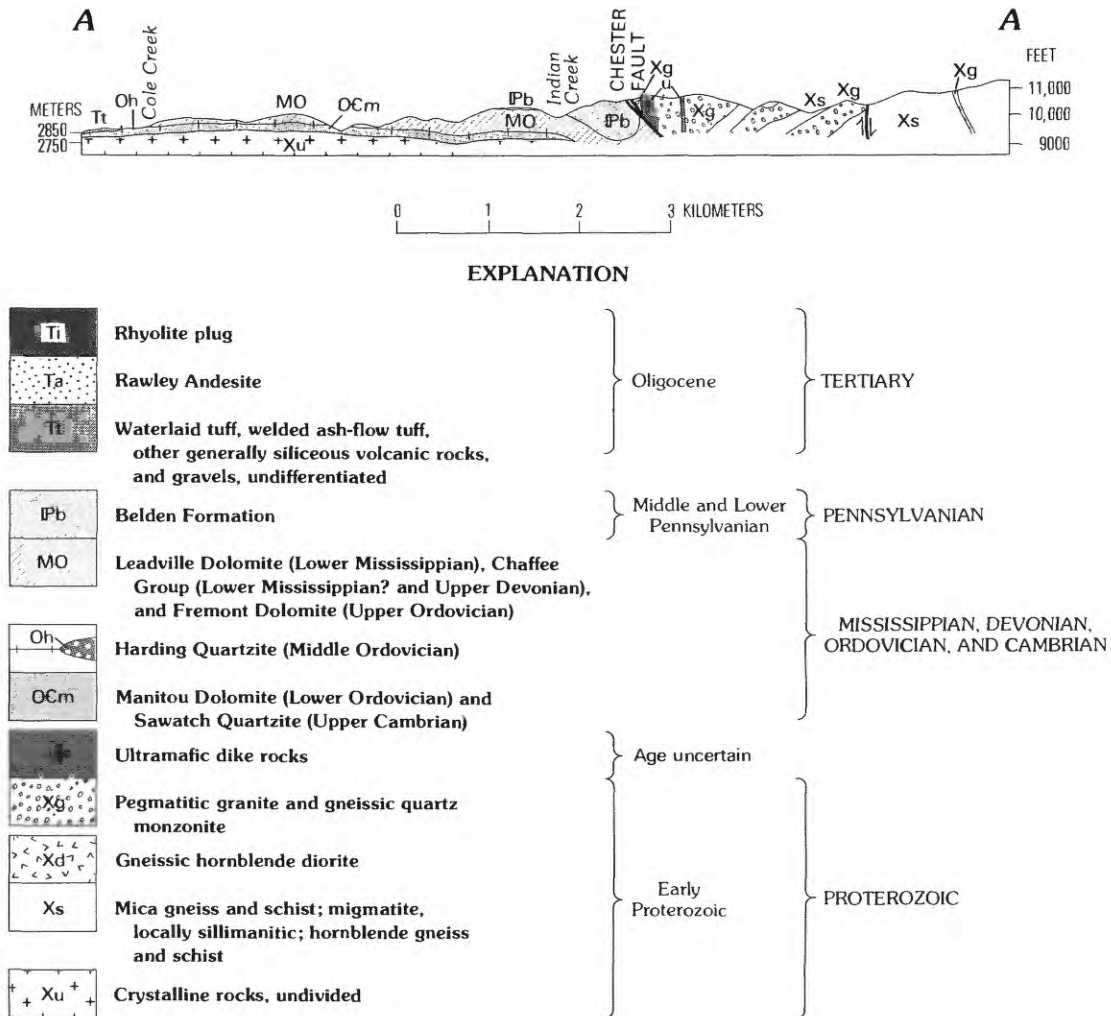 A A
Cole Creek
Indian Creek
CHESTER
FAULT
FEET
METERS
Tt
Oh
MO
OꞒm
ℙb
MO
ℙb
Xg
u
Xg
Xs
Xg
Xg
Xs
Xu
2850
2750
11,000
10,000
9000
0 1 2 3 KILOMETERS
EXPLANATION
Ti Rhyolite plug
Ta Rawley Andesite
Oligocene
TERTIARY
Tt Waterlaid tuff, welded ash-flow tuff,
other generally siliceous volcanic rocks,
and gravels, undifferentiated
ℙb Belden Formation
Middle and Lower
Pennsylvanian
PENNSYLVANIAN
MO Leadville Dolomite (Lower Mississippian), Chaffee
Group (Lower Mississippian? and Upper Devonian),
and Fremont Dolomite (Upper Ordovician)
MISSISSIPPIAN, DEVONIAN,
ORDOVICIAN, AND CAMBRIAN
Oh Harding Quartzite (Middle Ordovician)
OꞒm Manitou Dolomite (Lower Ordovician) and
Sawatch Quartzite (Upper Cambrian)
Ultramafic dike rocks
Age uncertain
Xg Pegmatitic granite and gneissic quartz
monzonite
Xd Gneissic hornblende diorite
Xs Mica gneiss and schist; migmatite,
locally sillimanitic; hornblende gneiss
and schist
Early
Proterozoic
PROTEROZOIC
Xu Crystalline rocks, undivided